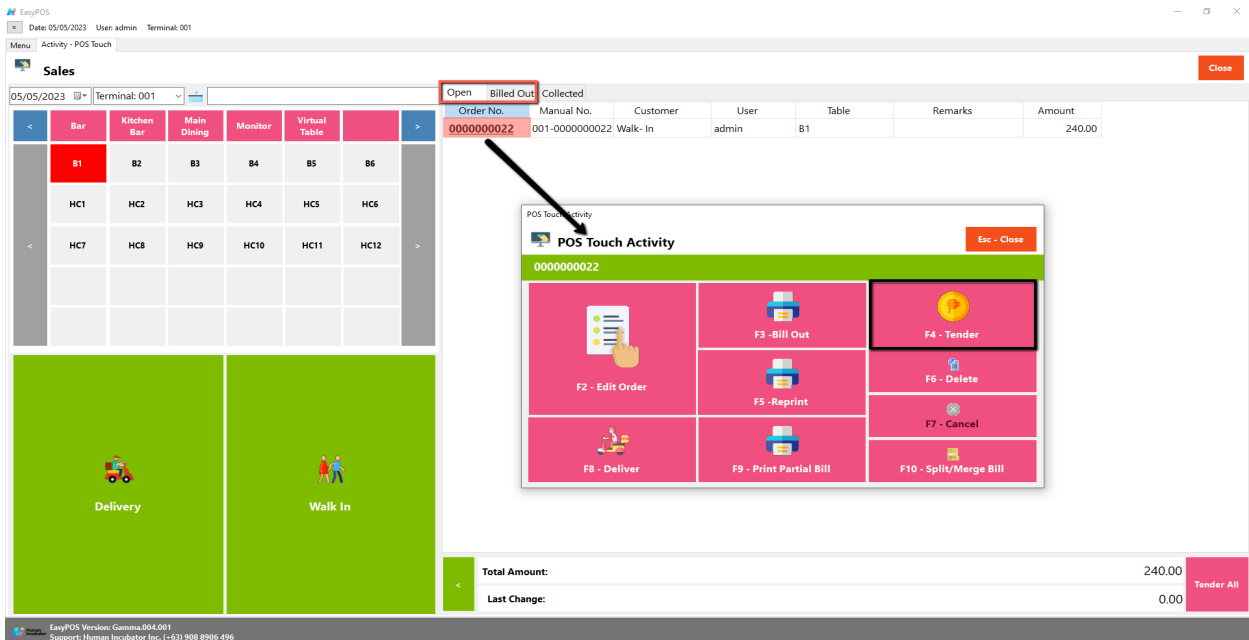 EasyPOS
Date: 05/05/2023 User: admin Terminal: 001
Menu Activity - POS Touch
Sales
Close
05/05/2023 Terminal: 001
Open Billed Out Collected
Order No. Manual No. Customer User Table Remarks Amount
0000000022 001-0000000022 Walk- In admin B1 240.00
< Bar Kitchen Bar Main Dining Monitor Virtual Table >
B1 B2 B3 B4 B5 B6
HC1 HC2 HC3 HC4 HC5 HC6
< HC7 HC8 HC9 HC10 HC11 HC12 >
Delivery
Walk In
POS Touch Activity
POS Touch Activity
Esc - Close
0000000022
F2 - Edit Order
F3 -Bill Out
F4 - Tender
F5 -Reprint
F6 - Delete
F7 - Cancel
F8 - Deliver
F9 - Print Partial Bill
F10 - Split/Merge Bill
<
Total Amount: 240.00
Last Change: 0.00
Tender All
Human Incubator
EasyPOS Version: Gamma.004.001
Support: Human Incubator Inc. (+63) 908 8906 496